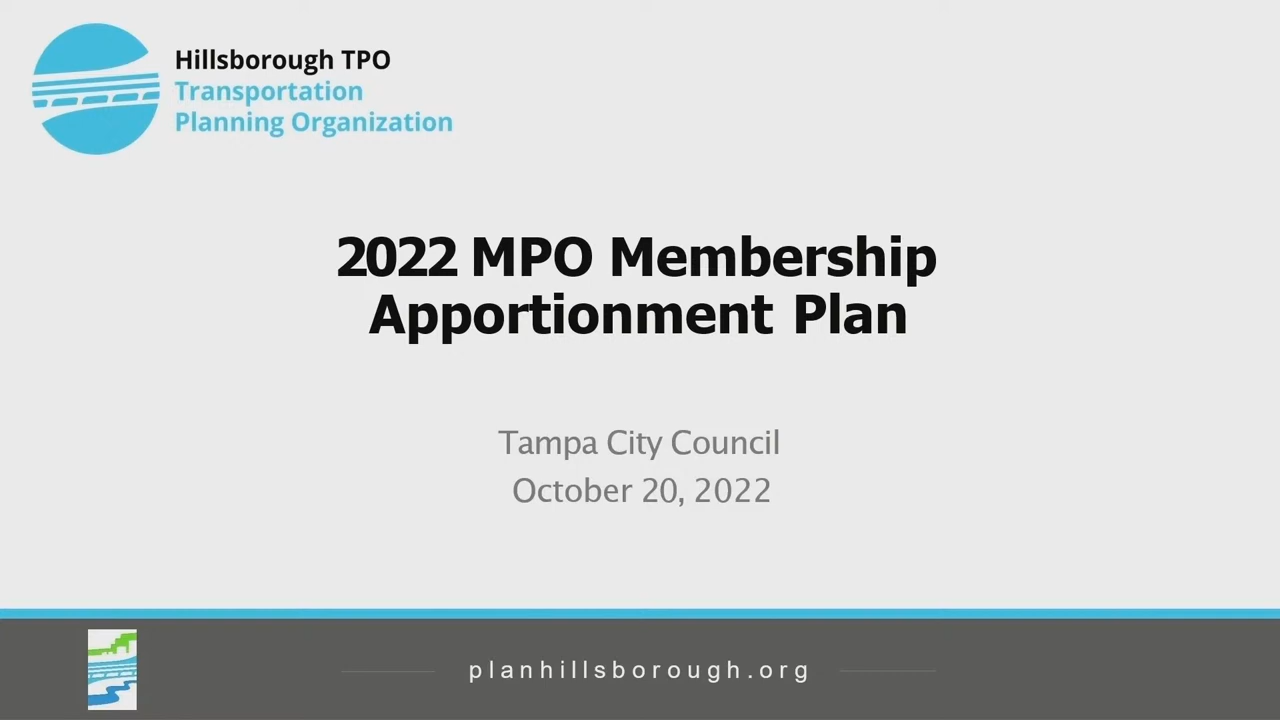 Hillsborough TPO
Transportation
Planning Organization
2022 MPO Membership
Apportionment Plan
Tampa City Council
October 20, 2022
planhillsborough.org